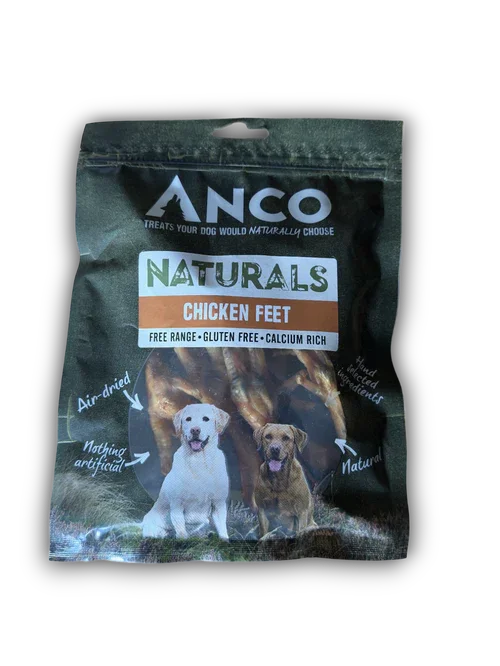 ANCO
TREATS YOUR DOG WOULD NATURALLY CHOOSE
NATURALS
CHICKEN FEET
FREE RANGE•GLUTEN FREE•CALCIUM RICH
Hand
selected
ingredients
Air-dried
Nothing
artificial
Natural